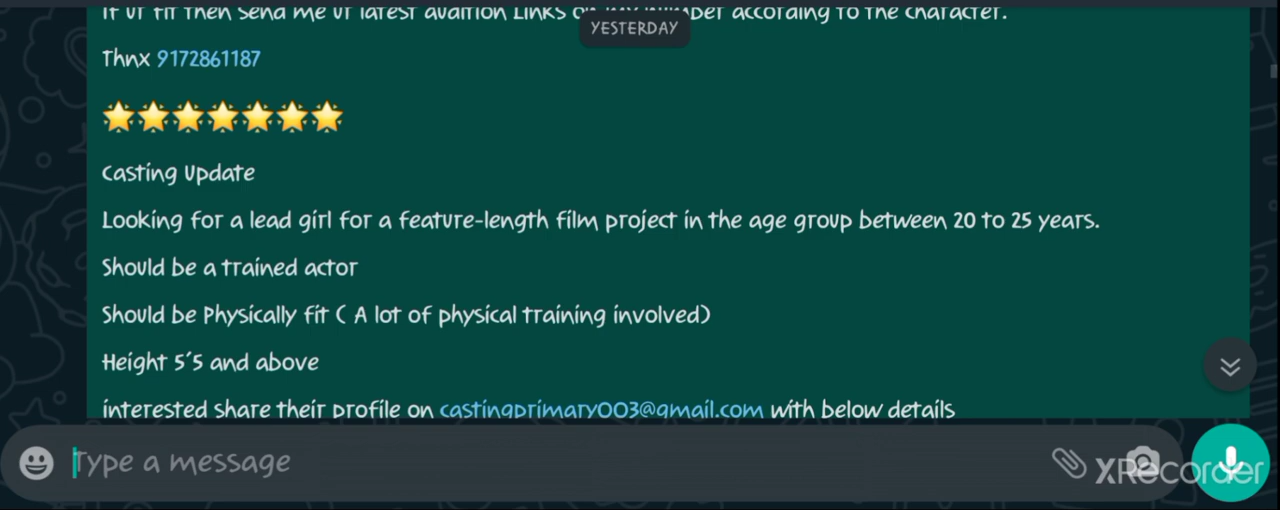 If ur fit then send me ur latest audition Links on my number according to the character.
YESTERDAY
Thnx 9172861187
🌟🌟🌟🌟🌟🌟🌟
Casting Update
Looking for a lead girl for a feature-length film project in the age group between 20 to 25 years.
Should be a trained actor
Should be Physically fit ( A lot of physical training involved)
Height 5'5 and above
interested share their profile on castingprimary003@gmail.com with below details
Type a message
XRecorder